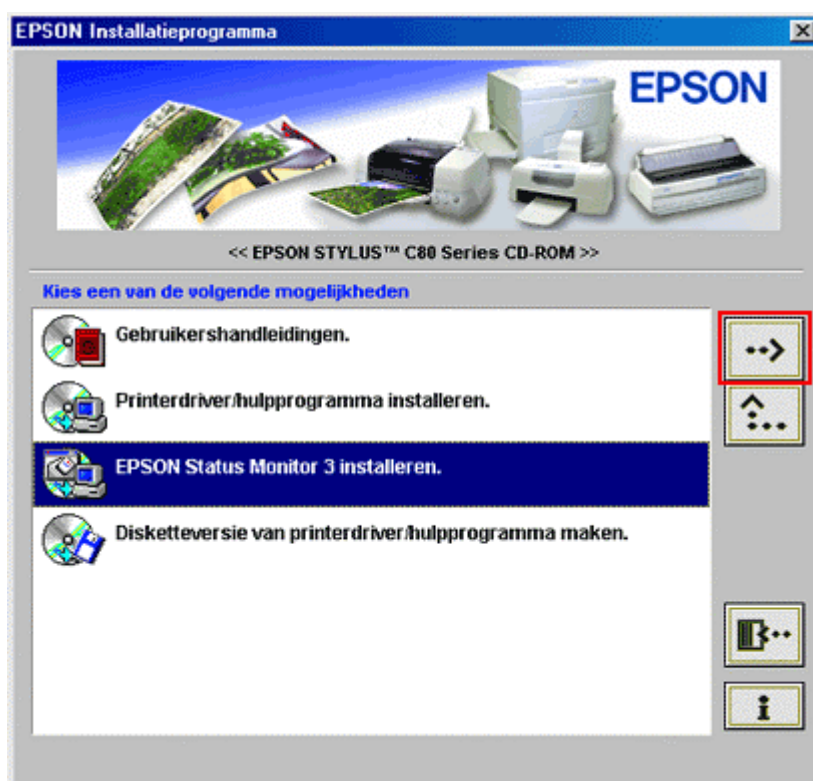 EPSON Installatieprogramma
EPSON
<< EPSON STYLUS™ C80 Series CD-ROM >>
Kies een van de volgende mogelijkheden
Gebruikershandleidingen.
Printerdriver/hulpprogramma installeren.
EPSON Status Monitor 3 installeren.
Disketteversie van printerdriver/hulpprogramma maken.
i